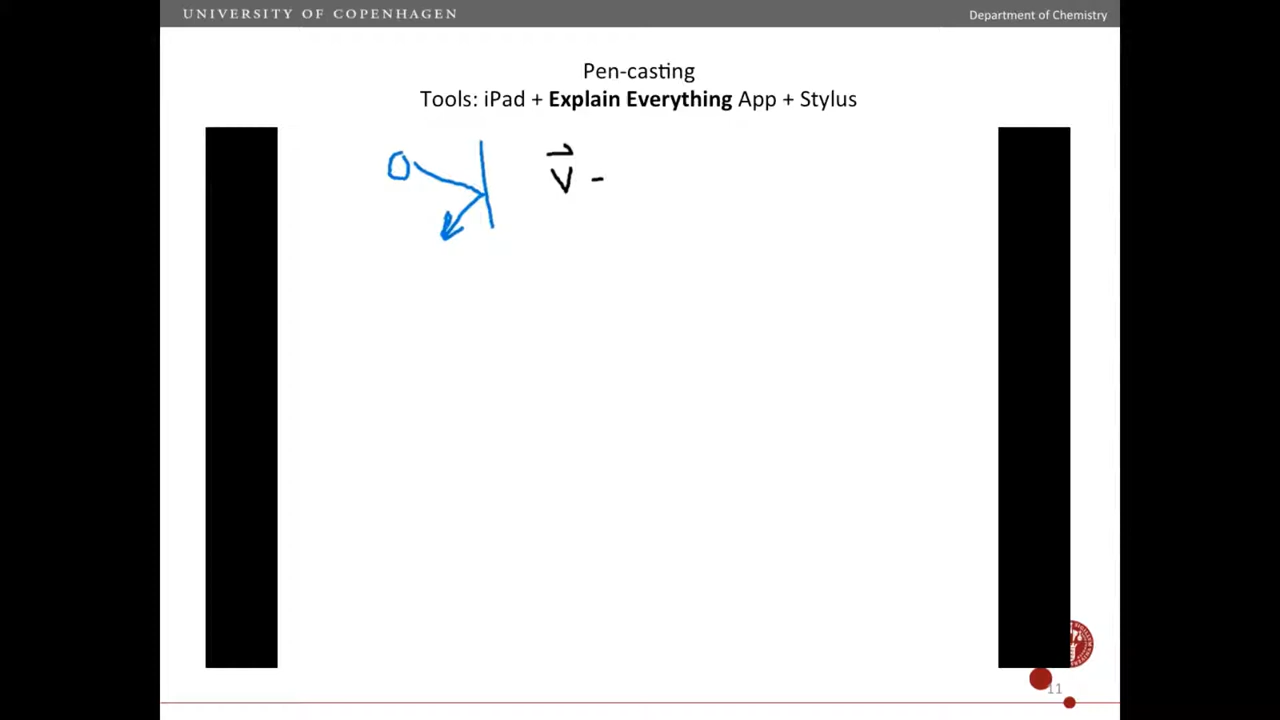 UNIVERSITY OF COPENHAGEN
Department of Chemistry
Pen-casting
Tools: iPad + Explain Everything App + Stylus
v⃗ -
11